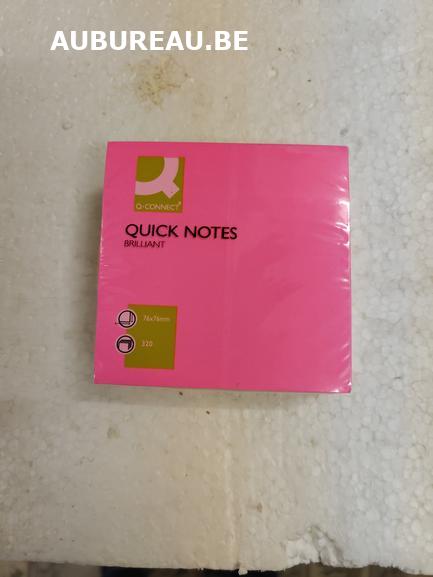 AUBUREAU.BE
Q-CONNECT®
QUICK NOTES
BRILLIANT
76x76mm
320